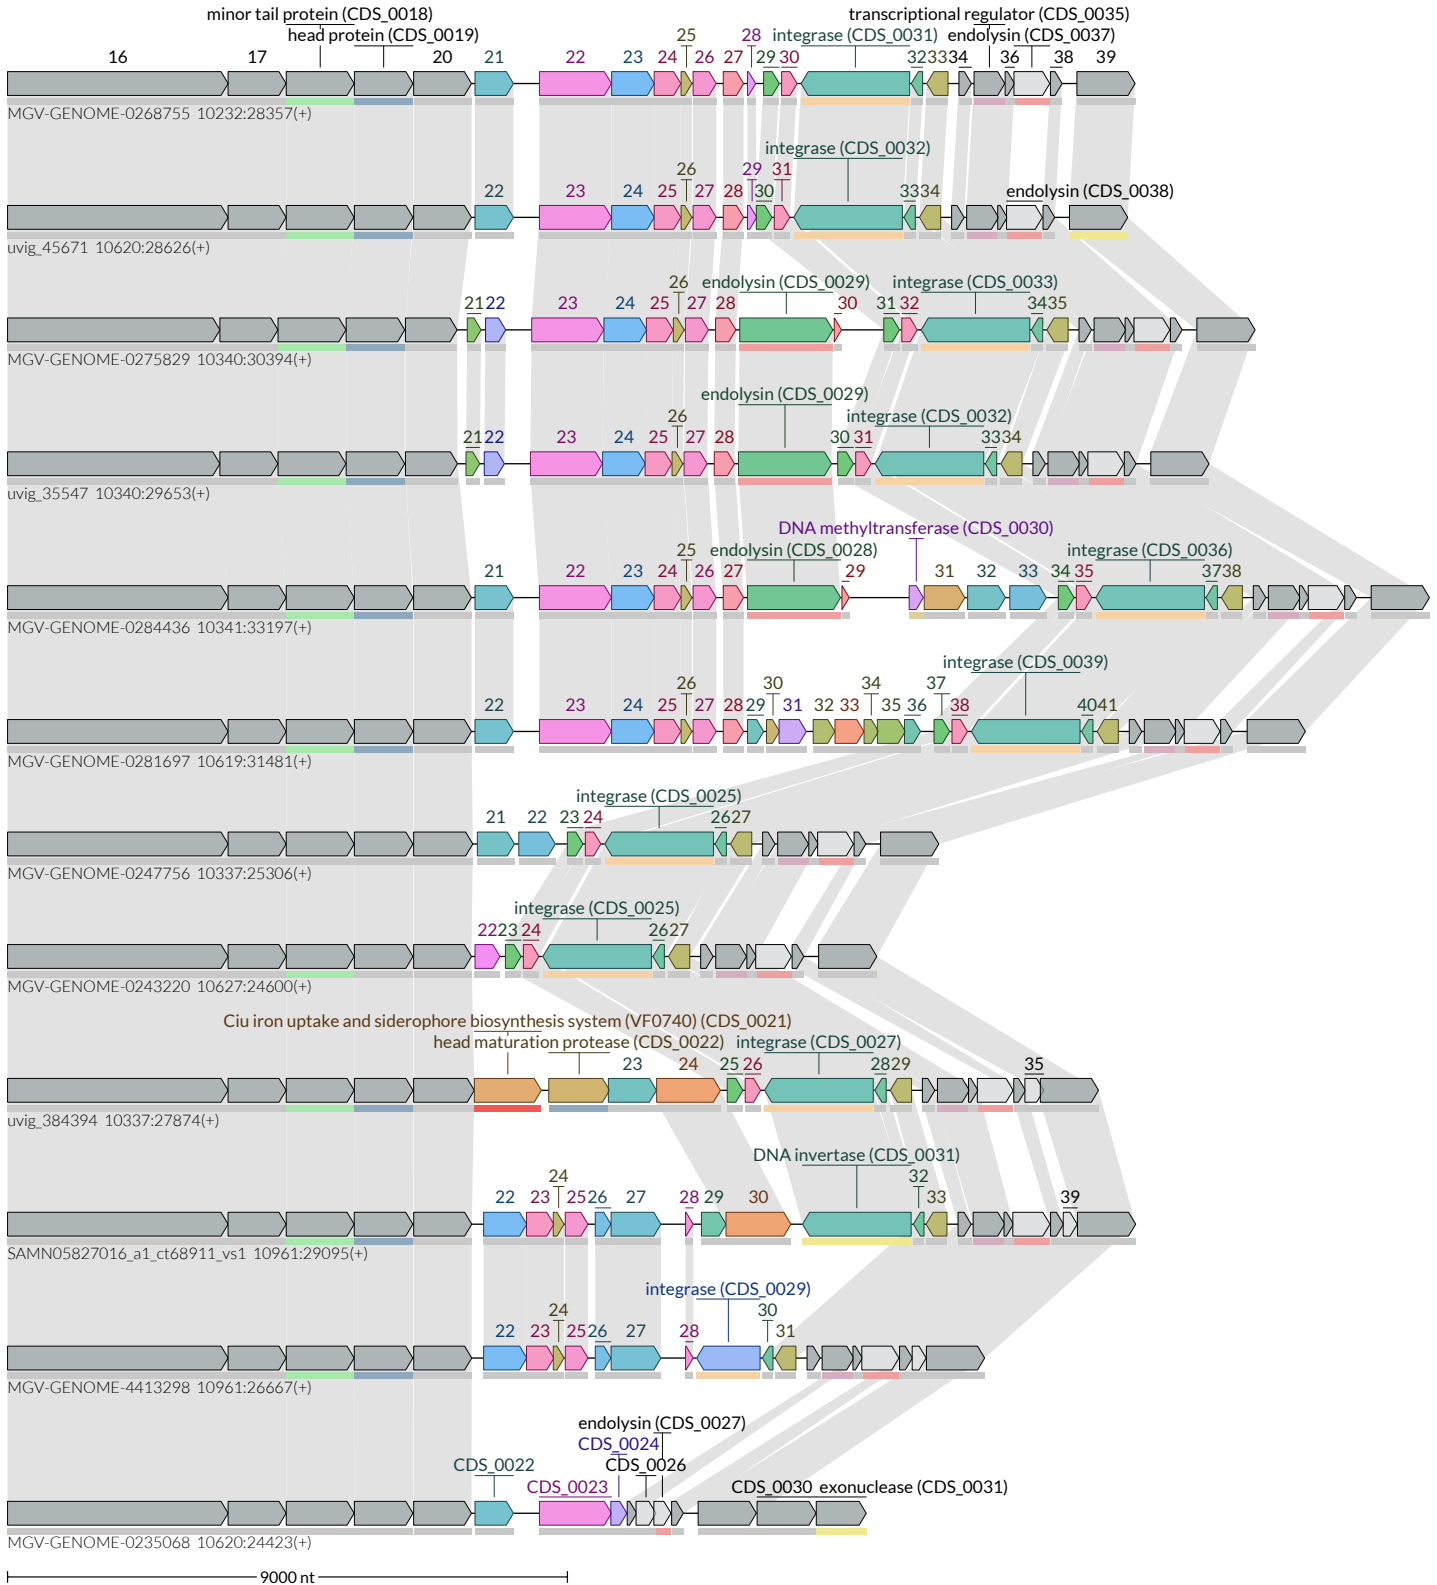 minor tail protein (CDS_0018) transcriptional regulator (CDS_0035)
head protein (CDS_0019) 25 28 integrase (CDS_0031) endolysin (CDS_0037)
16 17 20 21 22 23 24 26 27 29 30 32 33 34 36 38 39
MGV-GENOME-0268755 10232:28357(+)
integrase (CDS_0032)
26 29 31
22 23 24 25 27 28 30 33 34 endolysin (CDS_0038)
uvig_45671 10620:28626(+)
26 endolysin (CDS_0029) integrase (CDS_0033)
21 22 23 24 25 27 28 30 31 32 34 35
MGV-GENOME-0275829 10340:30394(+)
endolysin (CDS_0029)
26 integrase (CDS_0032)
21 22 23 24 25 27 28 30 31 33 34
uvig_35547 10340:29653(+)
DNA methyltransferase (CDS_0030)
25 endolysin (CDS_0028) integrase (CDS_0036)
21 22 23 24 26 27 29 31 32 33 34 35 37 38
MGV-GENOME-0284436 10341:33197(+)
integrase (CDS_0039)
26 30 34 37
22 23 24 25 27 28 29 31 32 33 35 36 38 40 41
MGV-GENOME-0281697 10619:31481(+)
integrase (CDS_0025)
21 22 23 24 26 27
MGV-GENOME-0247756 10337:25306(+)
integrase (CDS_0025)
22 23 24 26 27
MGV-GENOME-0243220 10627:24600(+)
Ciu iron uptake and siderophore biosynthesis system (VF0740) (CDS_0021)
head maturation protease (CDS_0022) integrase (CDS_0027)
23 24 25 26 28 29 35
uvig_384394 10337:27874(+)
DNA invertase (CDS_0031)
24 32
22 23 25 26 27 28 29 30 33 39
SAMN05827016_a1_ct68911_vs1 10961:29095(+)
integrase (CDS_0029)
24 30
22 23 25 26 27 28 31
MGV-GENOME-4413298 10961:26667(+)
endolysin (CDS_0027)
CDS_0024
CDS_0022 CDS_0026
CDS_0023 CDS_0030 exonuclease (CDS_0031)
MGV-GENOME-0235068 10620:24423(+)
9000 nt